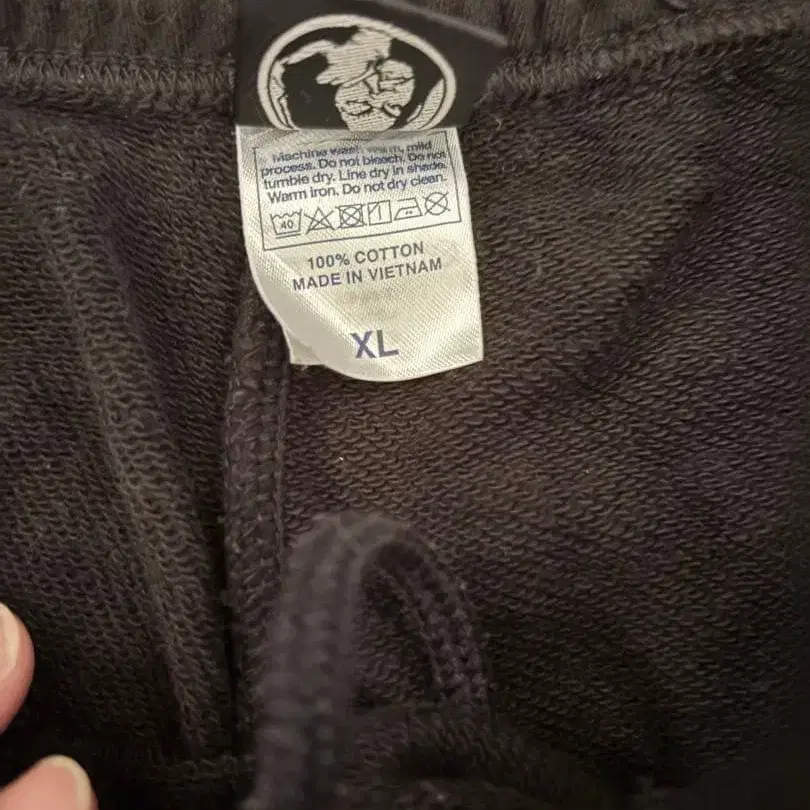 Machine wash warm, mild
process. Do not bleach. Do not
tumble dry. Line dry in shade.
Warm iron. Do not dry clean.
40
100% COTTON
MADE IN VIETNAM
XL